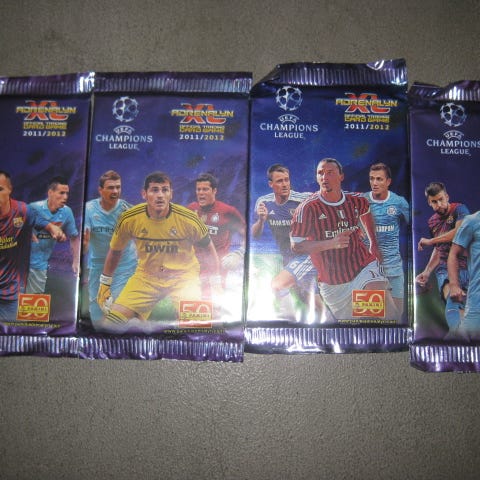 XL
ADRENALYN
OFFICIAL TRADING
CARD GAME
2011/2012
50
PANINI
UEFA
CHAMPIONS
LEAGUE
XL
ADRENALYN
OFFICIAL TRADING
CARD GAME
2011/2012
bwin
50
PANINI
UEFA
CHAMPIONS
LEAGUE
XL
ADRENALYN
OFFICIAL TRADING
CARD GAME
2011/2012
SAMSUNG
Fly Emirates
50
PANINI
UEFA
CHAMPIONS
LEAGUE